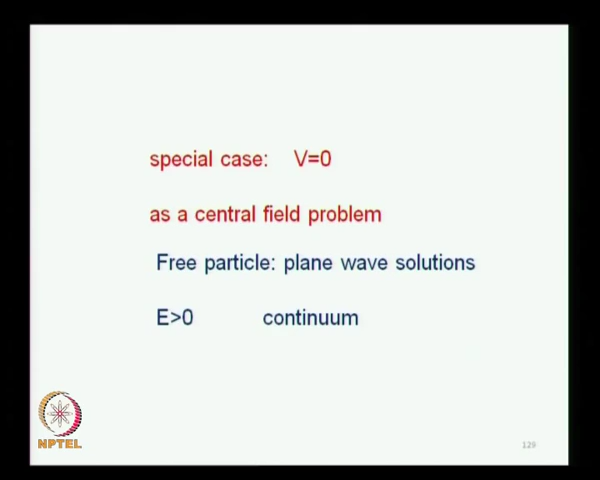 special case: V=0
as a central field problem
Free particle: plane wave solutions
E>0 continuum
NPTEL
129